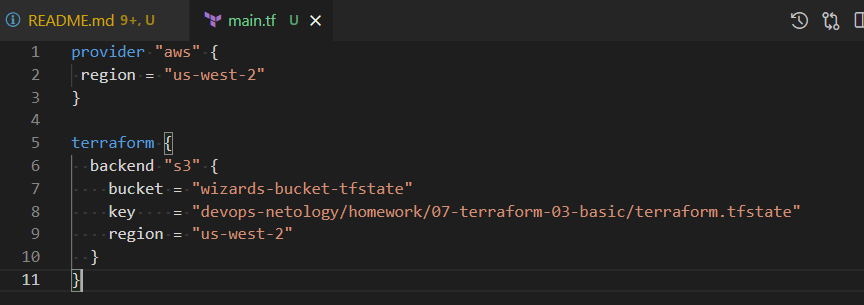 README.md 9+, U main.tf U
1 provider "aws" {
2 region = "us-west-2"
3 }
4
5 terraform {
6 backend "s3" {
7 bucket = "wizards-bucket-tfstate"
8 key = "devops-netology/homework/07-terraform-03-basic/terraform.tfstate"
9 region = "us-west-2"
10 }
11 }